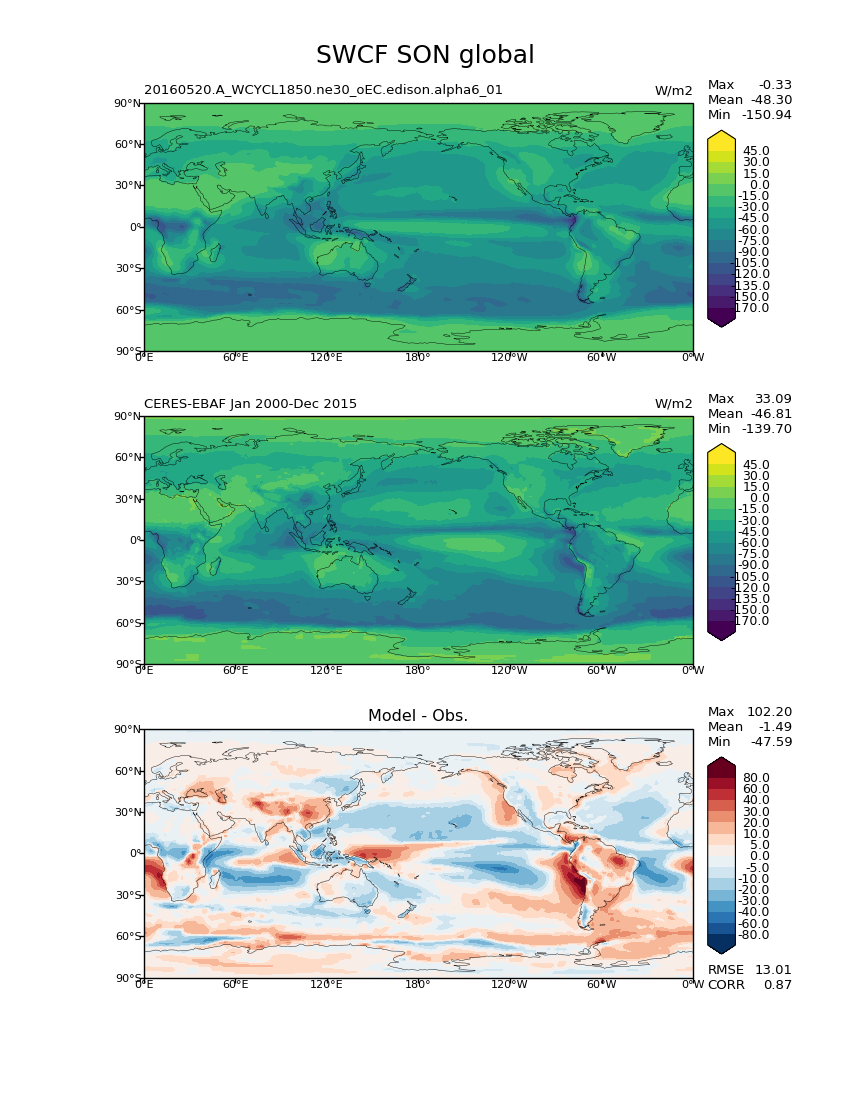 SWCF SON global
20160520.A_WCYCL1850.ne30_oEC.edison.alpha6_01 W/m2
Max -0.33
Mean -48.30
Min -150.94
90°N
60°N
30°N
0°
30°S
60°S
90°S
0°E 60°E 120°E 180° 120°W 60°W 0°W
45.0
30.0
15.0
0.0
-15.0
-30.0
-45.0
-60.0
-75.0
-90.0
-105.0
-120.0
-135.0
-150.0
-170.0
CERES-EBAF Jan 2000-Dec 2015 W/m2
Max 33.09
Mean -46.81
Min -139.70
90°N
60°N
30°N
0°
30°S
60°S
90°S
0°E 60°E 120°E 180° 120°W 60°W 0°W
45.0
30.0
15.0
0.0
-15.0
-30.0
-45.0
-60.0
-75.0
-90.0
-105.0
-120.0
-135.0
-150.0
-170.0
Model - Obs.
Max 102.20
Mean -1.49
Min -47.59
90°N
60°N
30°N
0°
30°S
60°S
90°S
0°E 60°E 120°E 180° 120°W 60°W 0°W
80.0
60.0
40.0
30.0
20.0
10.0
5.0
0.0
-5.0
-10.0
-20.0
-30.0
-40.0
-60.0
-80.0
RMSE 13.01
CORR 0.87